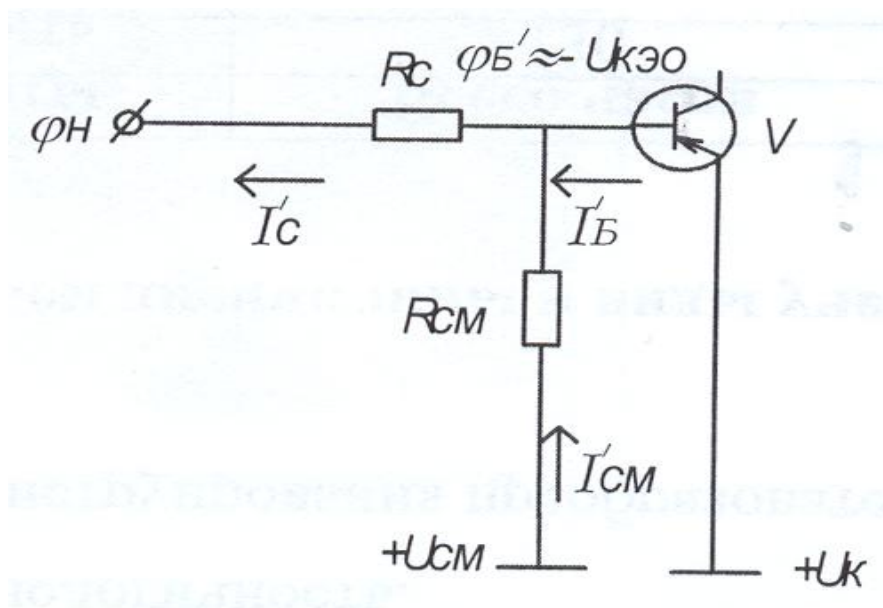 Rc φБ′≈- UКЭО
φН
V
I′c I′Б
RСМ
I′СМ
+UСМ
+UК